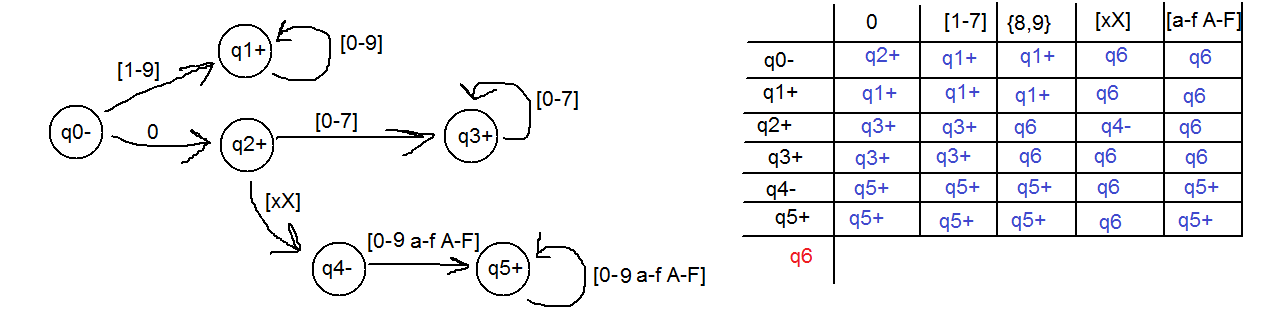 q0-
[1-9]
q1+
[0-9]
0
q2+
[0-7]
q3+
[0-7]
[xX]
q4-
[0-9 a-f A-F]
q5+
[0-9 a-f A-F]
0 [1-7] {8,9} [xX] [a-f A-F]
q0- q2+ q1+ q1+ q6 q6
q1+ q1+ q1+ q1+ q6 q6
q2+ q3+ q3+ q6 q4- q6
q3+ q3+ q3+ q6 q6 q6
q4- q5+ q5+ q5+ q6 q5+
q5+ q5+ q5+ q5+ q6 q5+
q6